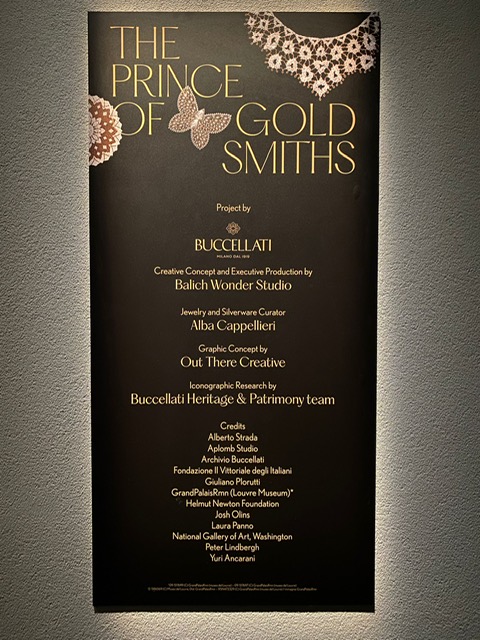 THE
PRINCE
OF GOLD
SMITHS
Project by
BUCCELLATI
MILANO DAL 1919
Creative Concept and Executive Production by
Balich Wonder Studio
Jewelry and Silverware Curator
Alba Cappellieri
Graphic Concept by
Out There Creative
Iconographic Research by
Buccellati Heritage & Patrimony team
Credits
Alberto Strada
Aplomb Studio
Archivio Buccellati
Fondazione Il Vittoriale degli Italiani
Giuliano Plorutti
GrandPalaisRmn (Louvre Museum)*
Helmut Newton Foundation
Josh Olins
Laura Panno
National Gallery of Art, Washington
Peter Lindbergh
Yuri Ancarani